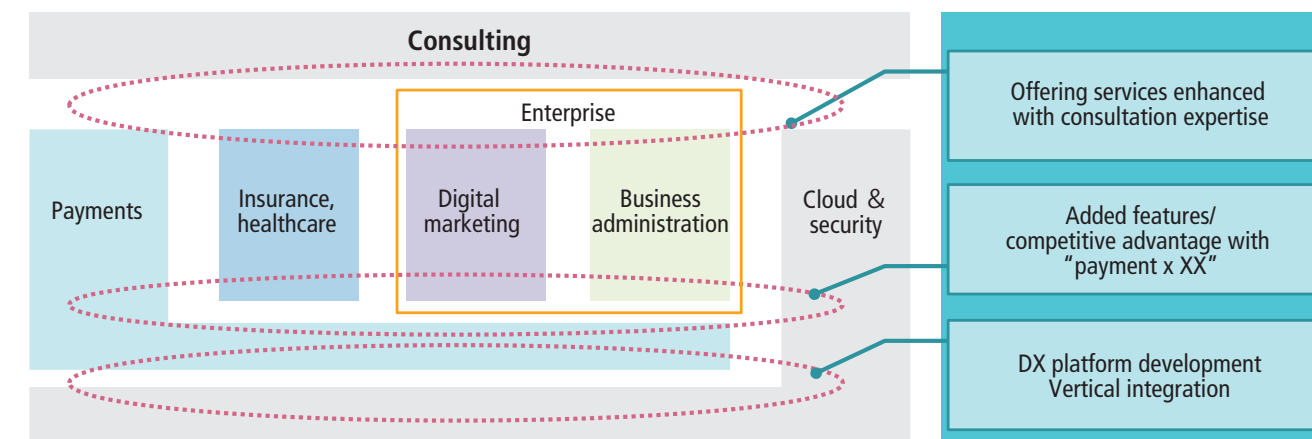 Consulting
Enterprise
Payments
Insurance,
healthcare
Digital
marketing
Business
administration
Cloud &
security
Offering services enhanced
with consultation expertise
Added features/
competitive advantage with
“payment x XX”
DX platform development
Vertical integration